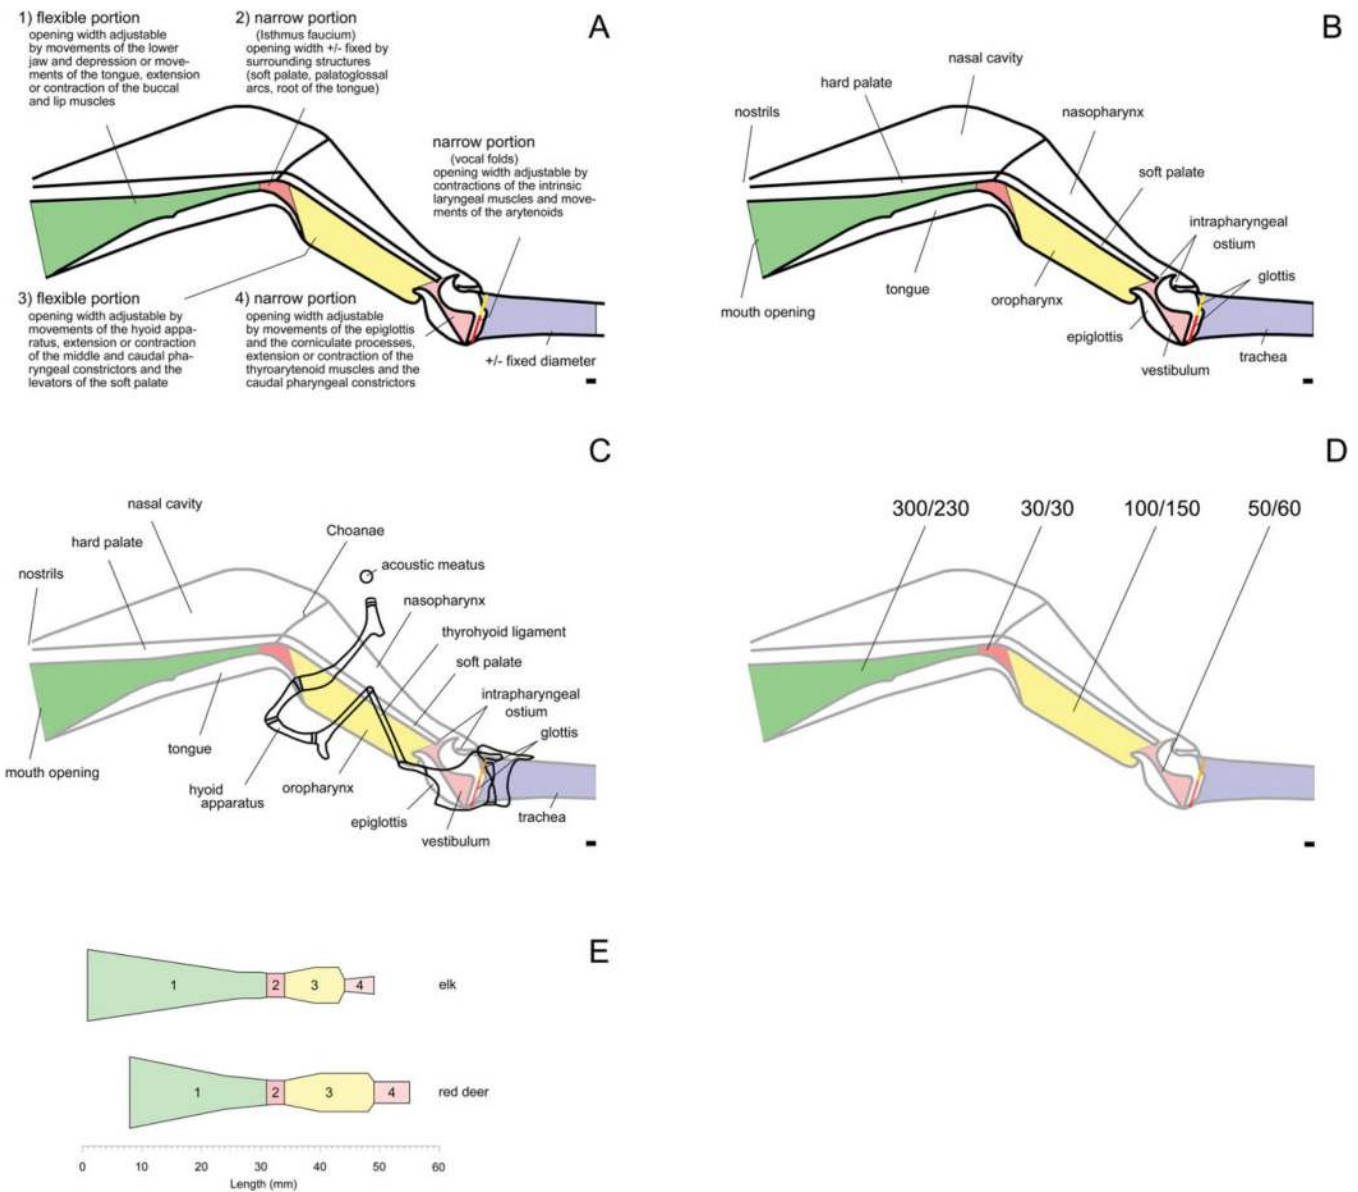 1) flexible portion
opening width adjustable
by movements of the lower
jaw and depression or move-
ments of the tongue, extension
or contraction of the buccal
and lip muscles
2) narrow portion
(Isthmus faucium)
opening width +/- fixed by
surrounding structures
(soft palate, palatoglossal
arcs, root of the tongue)
A
narrow portion
(vocal folds)
opening width adjustable by
contractions of the intrinsic
laryngeal muscles and move-
ments of the arytenoids
3) flexible portion
opening width adjustable by
movements of the hyoid appa-
ratus, extension or contraction
of the middle and caudal pha-
ryngeal constrictors and the
levators of the soft palate
4) narrow portion
opening width adjustable
by movements of the epiglottis
and the corniculate processes,
extension or contraction of the
thyroarytenoid muscles and the
caudal pharyngeal constrictors
+/- fixed diameter
B
nasal cavity
hard palate
nostrils
nasopharynx
soft palate
intrapharyngeal
ostium
glottis
tongue
oropharynx
mouth opening
epiglottis
trachea
vestibulum
C
nasal cavity
Choanae
hard palate
acoustic meatus
nostrils
nasopharynx
thyrohyoid ligament
soft palate
intrapharyngeal
ostium
glottis
tongue
mouth opening
hyoid
apparatus
oropharynx
epiglottis
trachea
vestibulum
D
300/230
30/30
100/150
50/60
E
1
2
3
4
elk
1
2
3
4
red deer
0
10
20
30
40
50
60
Length (mm)